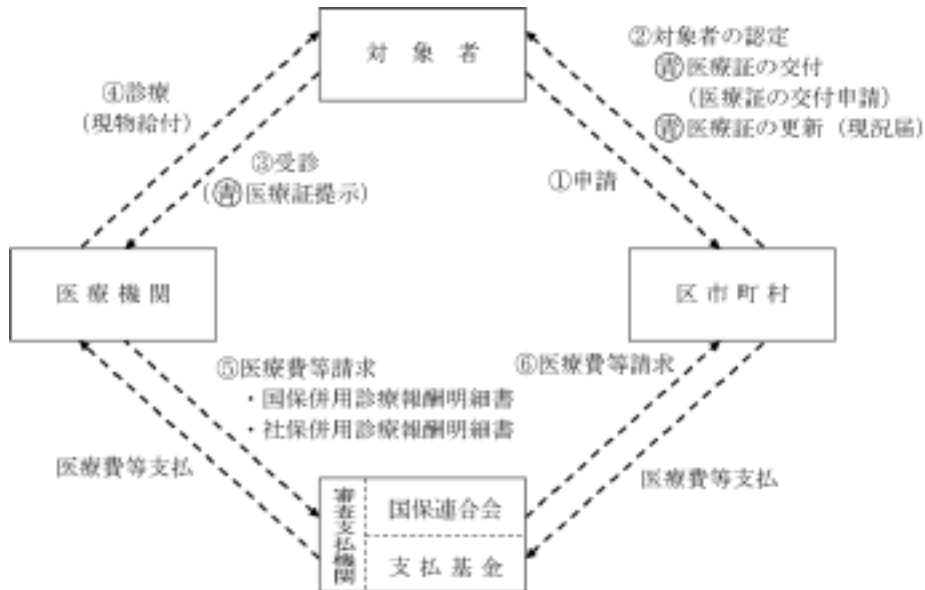 対象者
②対象者の認定
㊐医療証の交付
(医療証の交付申請)
㊐医療証の更新(現況届)
④診療
(現物給付)
③受診
(青医療証提示)
①申請
医療機関
区市町村
⑤医療費等請求
・国保併用診療報酬明細書
・社保併用診療報酬明細書
⑥医療費等請求
医療費等支払
医療費等支払
審査支払機関
国保連合会
支払基金